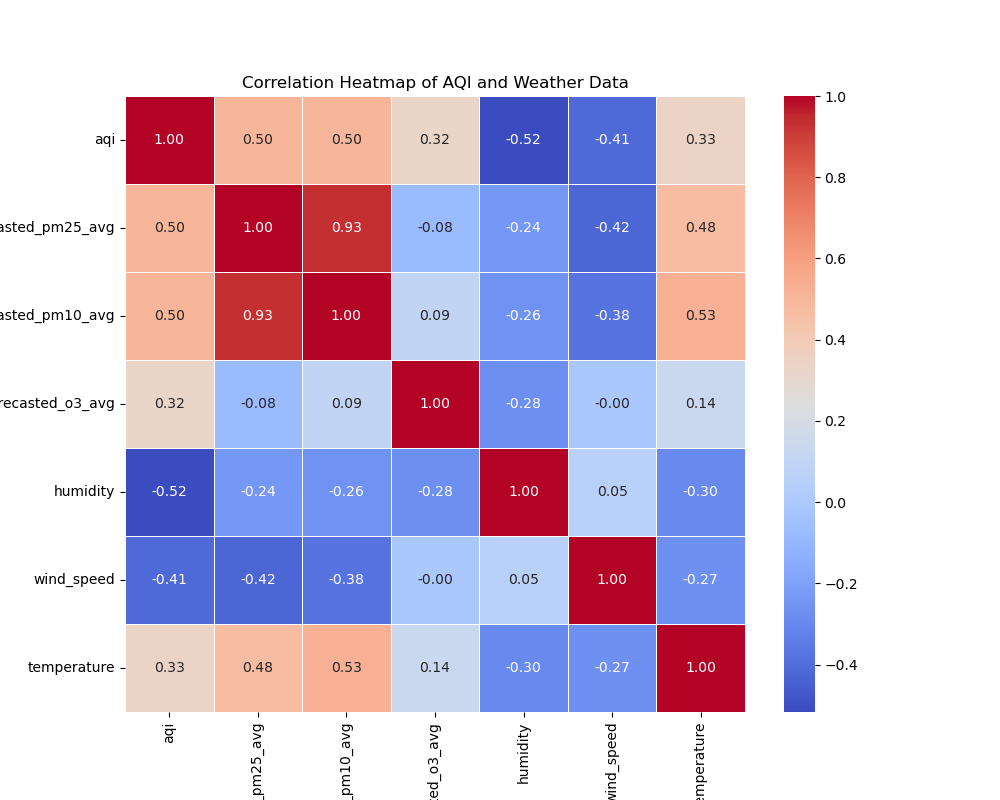 Correlation Heatmap of AQI and Weather Data
aqi 1.00 0.50 0.50 0.32 -0.52 -0.41 0.33
asted_pm25_avg 0.50 1.00 0.93 -0.08 -0.24 -0.42 0.48
asted_pm10_avg 0.50 0.93 1.00 0.09 -0.26 -0.38 0.53
recasted_o3_avg 0.32 -0.08 0.09 1.00 -0.28 -0.00 0.14
humidity -0.52 -0.24 -0.26 -0.28 1.00 0.05 -0.30
wind_speed -0.41 -0.42 -0.38 -0.00 0.05 1.00 -0.27
temperature 0.33 0.48 0.53 0.14 -0.30 -0.27 1.00
aqi
_pm25_avg
_pm10_avg
ted_o3_avg
humidity
wind_speed
emperature
1.0
0.8
0.6
0.4
0.2
0.0
−0.2
−0.4